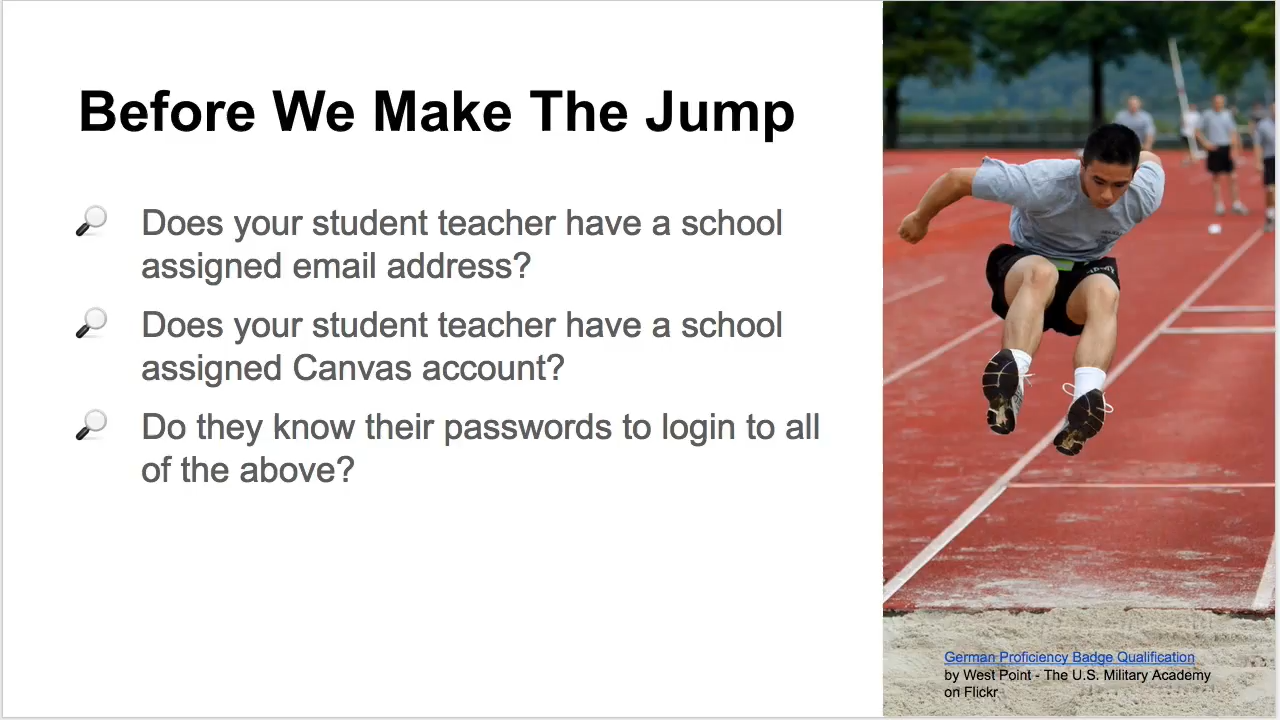 Before We Make The Jump
Does your student teacher have a school
assigned email address?
Does your student teacher have a school
assigned Canvas account?
Do they know their passwords to login to all
of the above?
German Proficiency Badge Qualification
by West Point - The U.S. Military Academy
on Flickr